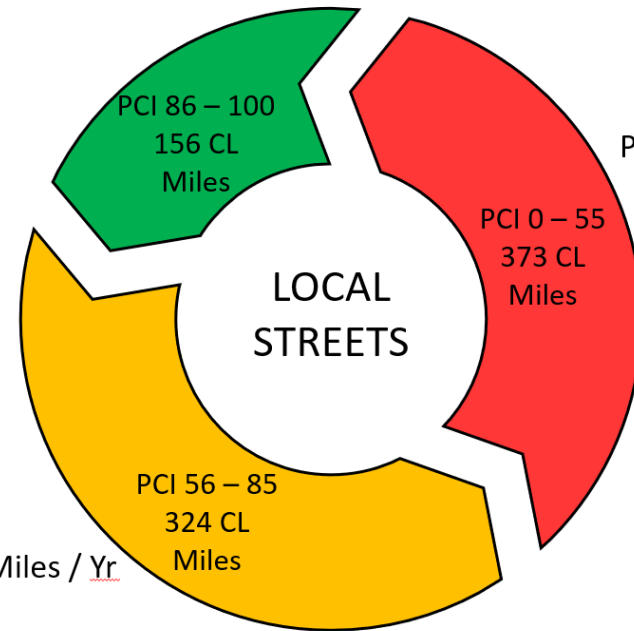 PCI 86 – 100
156 CL
Miles
P
PCI 0 – 55
373 CL
Miles
LOCAL
STREETS
PCI 56 – 85
324 CL
Miles
Miles / Yr